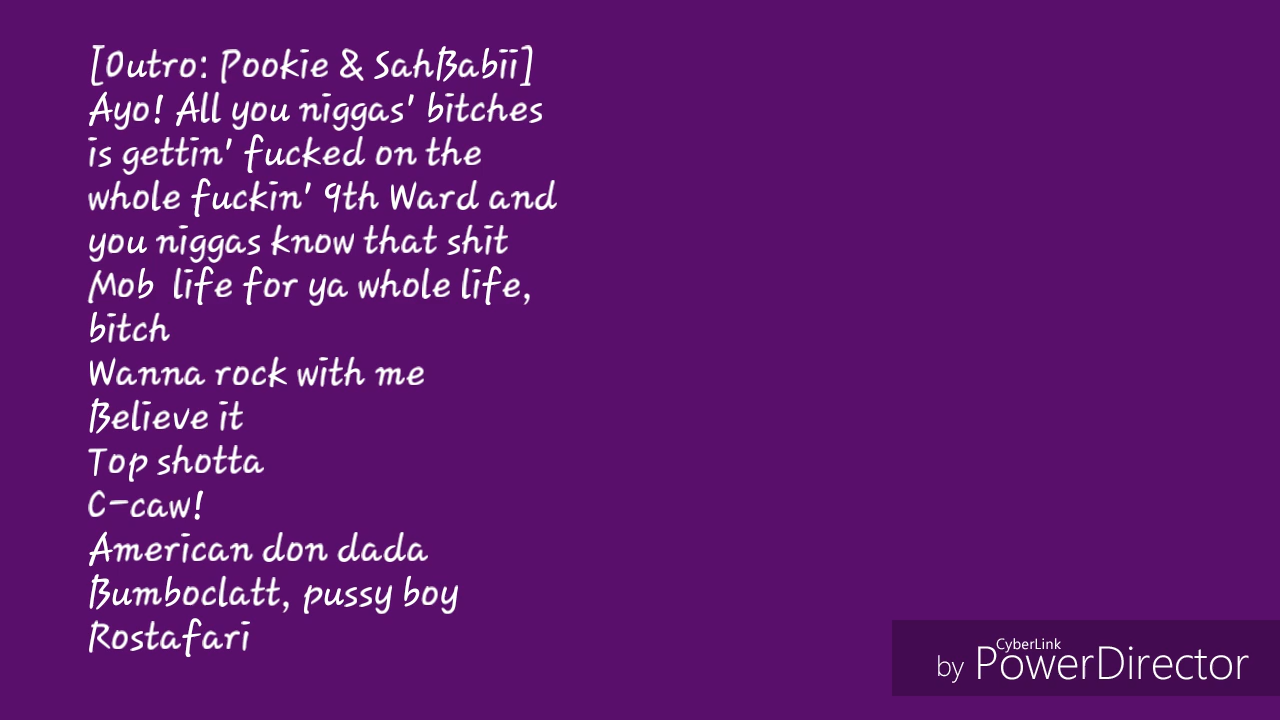 [Outro: Pookie & SahBabii]
Ayo! All you niggas' bitches
is gettin' fucked on the
whole fuckin' 9th Ward and
you niggas know that shit
Mob  life for ya whole life,
bitch
Wanna rock with me
Believe it
Top shotta
C-caw!
American don dada
Bumboclatt, pussy boy
Rostafari
by CyberLink PowerDirector